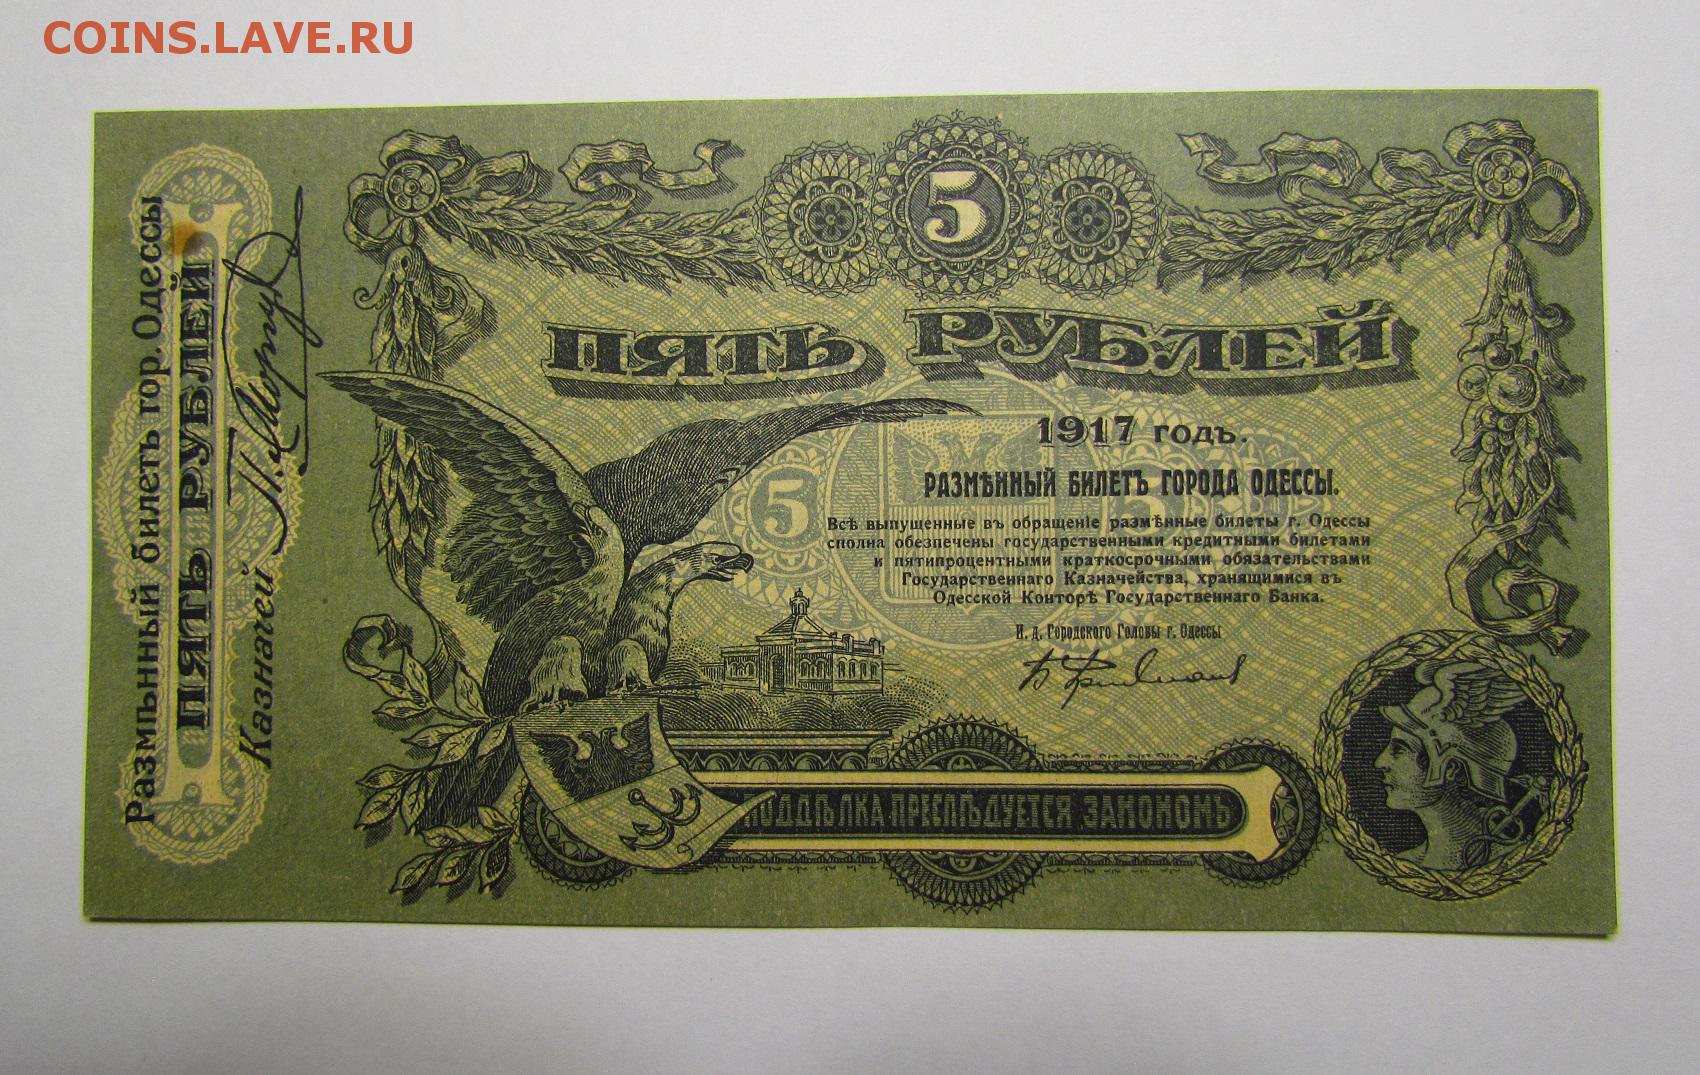 COINS.LAVE.RU
Размѣнный билетъ гор. Одессы
ПЯТЬ РУБЛЕЙ
Казначей
5
ПЯТЬ РУБЛЕЙ
1917 годъ.
РАЗМѢННЫЙ БИЛЕТЪ ГОРОДА ОДЕССЫ.
5
5
Всѣ выпущенные въ обращеніе размѣнные билеты г. Одессы
сполна обезпечены государственными кредитными билетами
и пятипроцентными краткосрочными обязательствами
Государственнаго Казначейства, хранящимися въ
Одесской Конторѣ Государственнаго Банка.
И. д. Городского Головы г. Одессы
ПОДДѢЛКА ПРЕСЛѢДУЕТСЯ ЗАКОНОМЪ